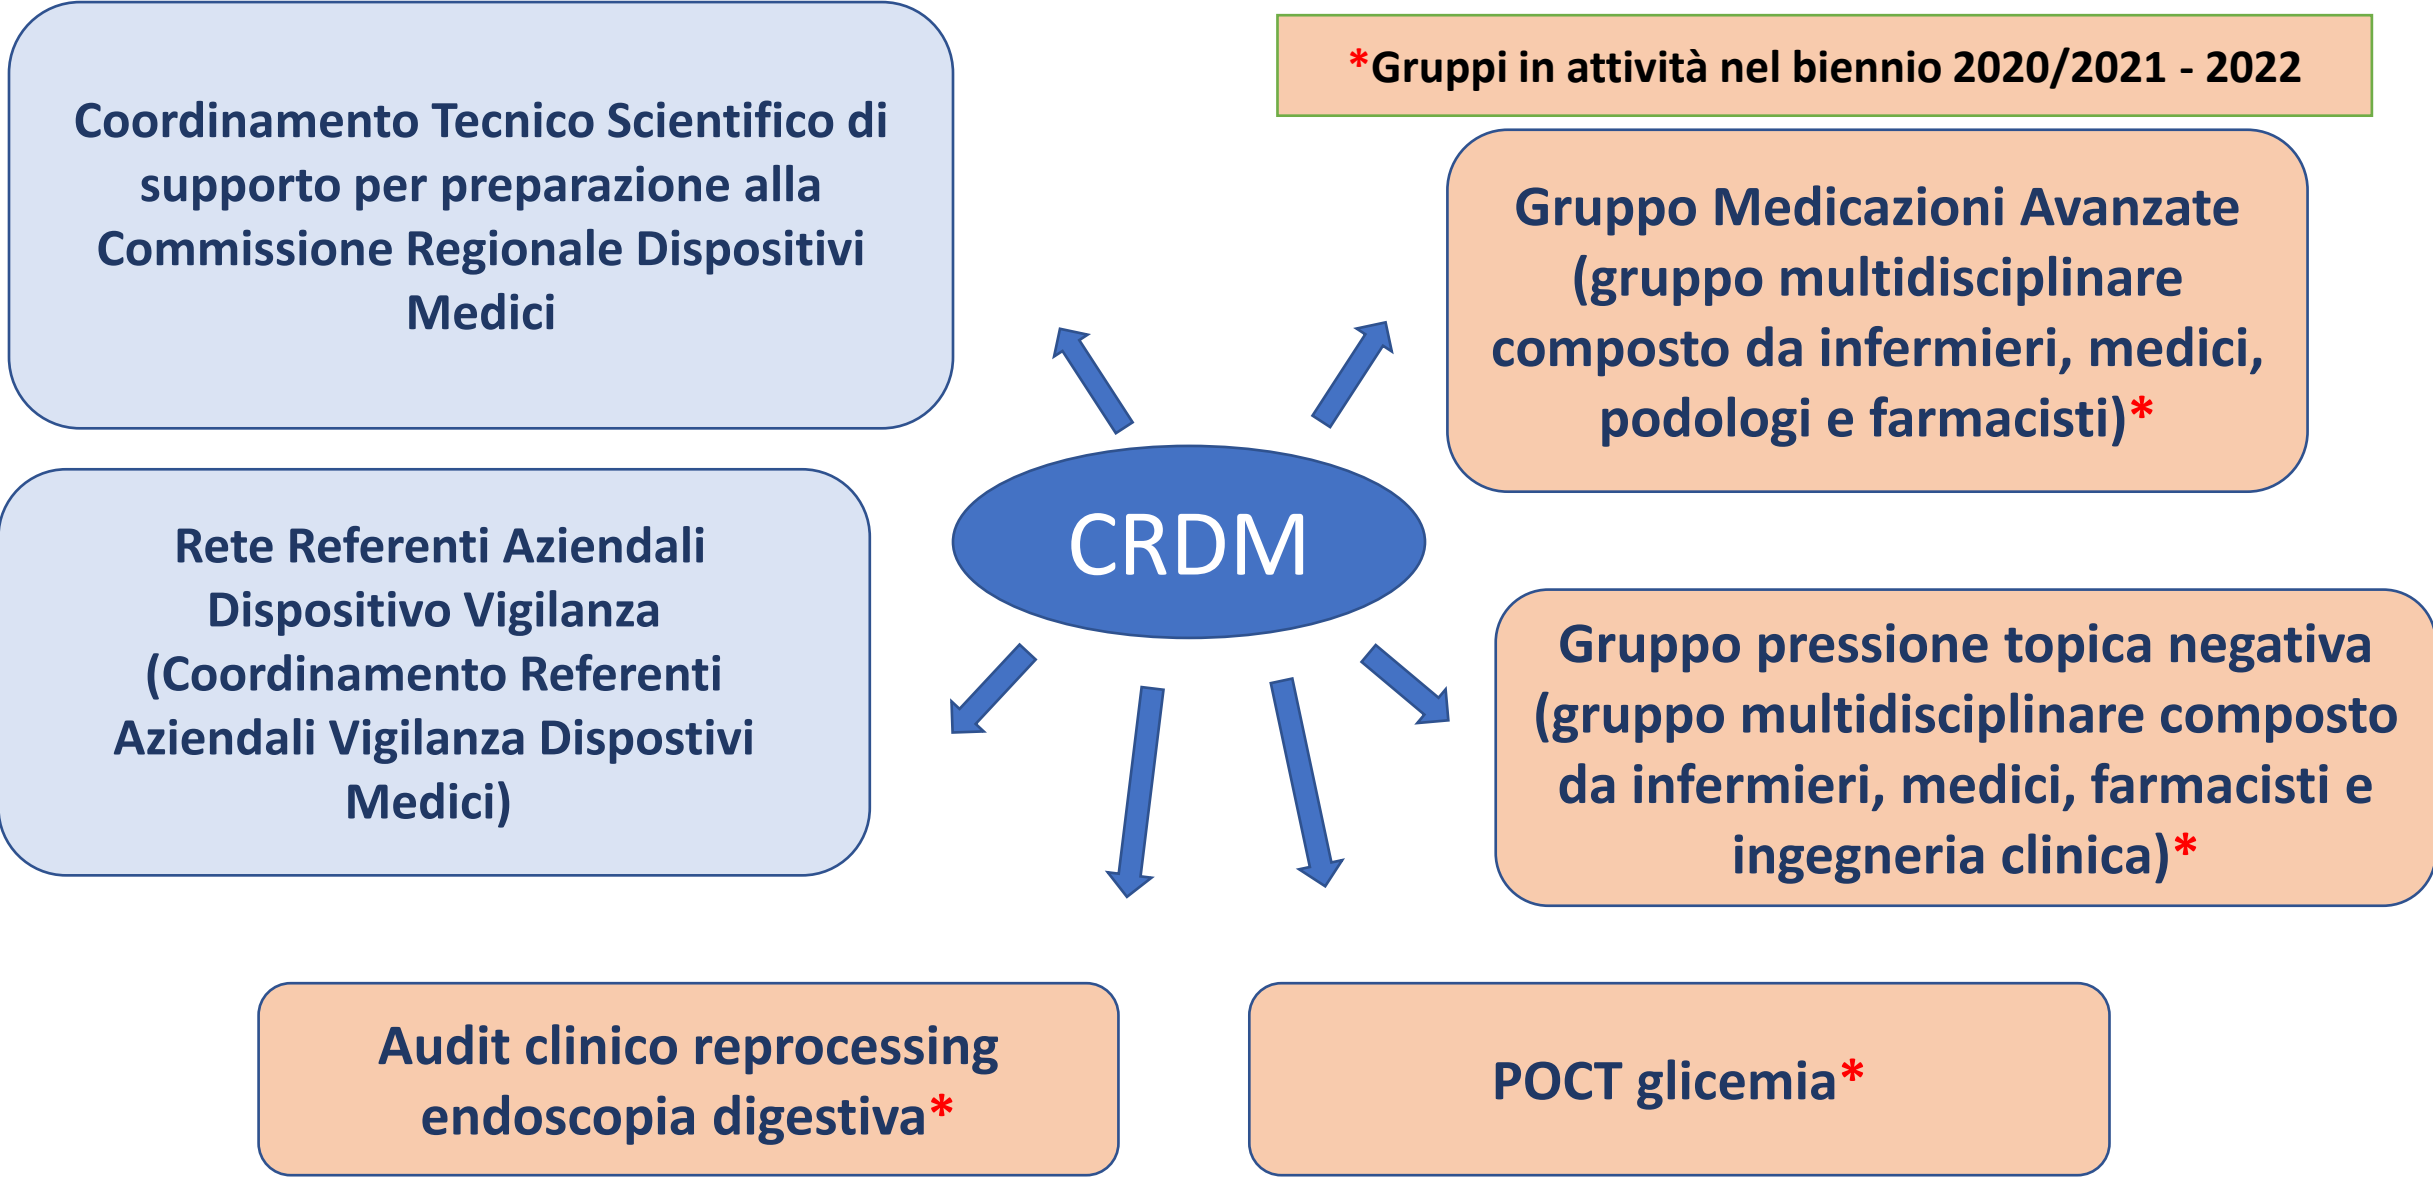 Coordinamento Tecnico Scientifico di
supporto per preparazione alla
Commissione Regionale Dispositivi
Medici
*Gruppi in attività nel biennio 2020/2021 - 2022
Gruppo Medicazioni Avanzate
(gruppo multidisciplinare
composto da infermieri, medici,
podologi e farmacisti)*
CRDM
Rete Referenti Aziendali
Dispositivo Vigilanza
(Coordinamento Referenti
Aziendali Vigilanza Dispostivi
Medici)
Gruppo pressione topica negativa
(gruppo multidisciplinare composto
da infermieri, medici, farmacisti e
ingegneria clinica)*
Audit clinico reprocessing
endoscopia digestiva*
POCT glicemia*